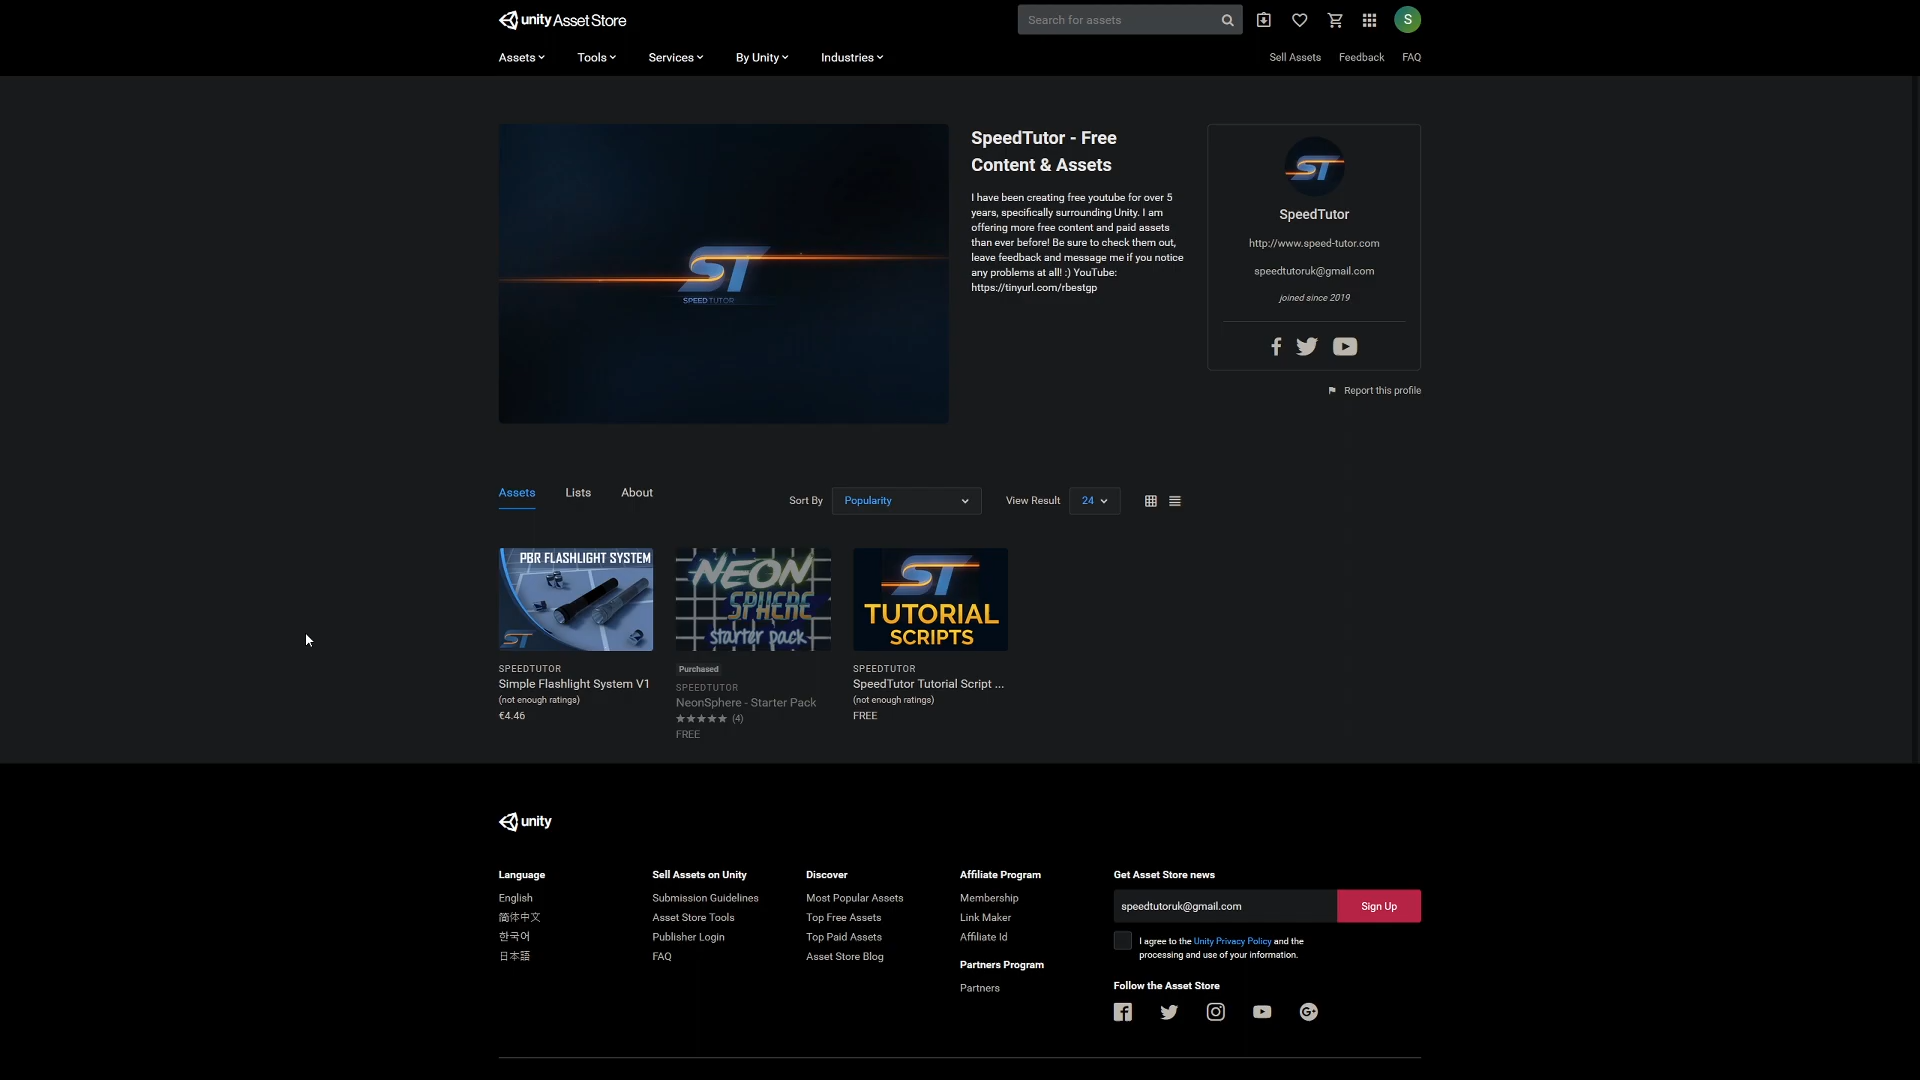 unity Asset Store
Search for assets
S
Assets
Tools
Services
By Unity
Industries
Sell Assets
Feedback
FAQ
ST
SPEEDTUTOR
SpeedTutor - Free
Content & Assets
I have been creating free youtube for over 5
years, specifically surrounding Unity. I am
offering more free content and paid assets
than ever before! Be sure to check them out,
leave feedback and message me if you notice
any problems at all! :) YouTube:
https://tinyurl.com/rbestgp
ST
SpeedTutor
http://www.speed-tutor.com
speedtutoruk@gmail.com
joined since 2019
Report this profile
Assets
Lists
About
Sort By
Popularity
View Result
24
PBR FLASHLIGHT SYSTEM
ST
SPEEDTUTOR
Simple Flashlight System V1
(not enough ratings)
€4.46
NEON
SPHERE
starter pack
Purchased
SPEEDTUTOR
NeonSphere - Starter Pack
(4)
FREE
ST
TUTORIAL
SCRIPTS
SPEEDTUTOR
SpeedTutor Tutorial Script ...
(not enough ratings)
FREE
unity
Language
English
简体中文
한국어
日本語
Sell Assets on Unity
Submission Guidelines
Asset Store Tools
Publisher Login
FAQ
Discover
Most Popular Assets
Top Free Assets
Top Paid Assets
Asset Store Blog
Affiliate Program
Membership
Link Maker
Affiliate Id
Partners Program
Partners
Get Asset Store news
speedtutoruk@gmail.com
Sign Up
I agree to the Unity Privacy Policy and the
processing and use of your information.
Follow the Asset Store
G+